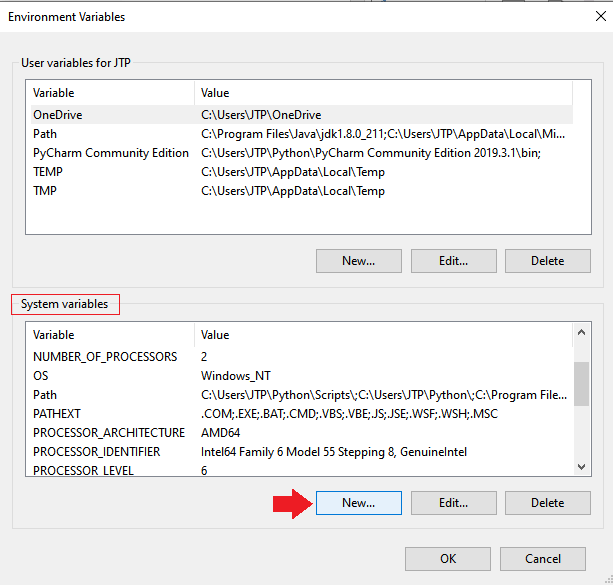 Environment Variables
User variables for JTP
Variable Value
OneDrive C:\Users\JTP\OneDrive
Path C:\Program Files\Java\jdk1.8.0_211;C:\Users\JTP\AppData\Local\Mi...
PyCharm Community Edition C:\Users\JTP\Python\PyCharm Community Edition 2019.3.1\bin;
TEMP C:\Users\JTP\AppData\Local\Temp
TMP C:\Users\JTP\AppData\Local\Temp
New... Edit... Delete
System variables
Variable Value
NUMBER_OF_PROCESSORS 2
OS Windows_NT
Path C:\Users\JTP\Python\Scripts\;C:\Users\JTP\Python\;C:\Program Files...
PATHEXT .COM;.EXE;.BAT;.CMD;.VBS;.VBE;.JS;.JSE;.WSF;.WSH;.MSC
PROCESSOR_ARCHITECTURE AMD64
PROCESSOR_IDENTIFIER Intel64 Family 6 Model 55 Stepping 8, GenuineIntel
PROCESSOR_LEVEL 6
New... Edit... Delete
OK Cancel